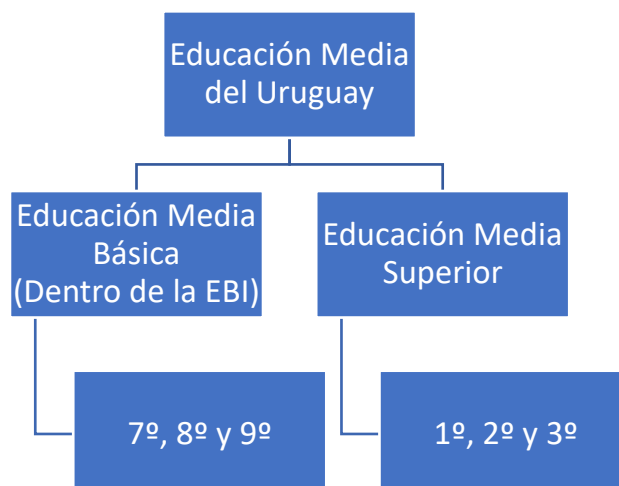 Educación Media
del Uruguay
Educación Media
Básica
(Dentro de la EBI)
Educación Media
Superior
7º, 8º y 9º
1º, 2º y 3º